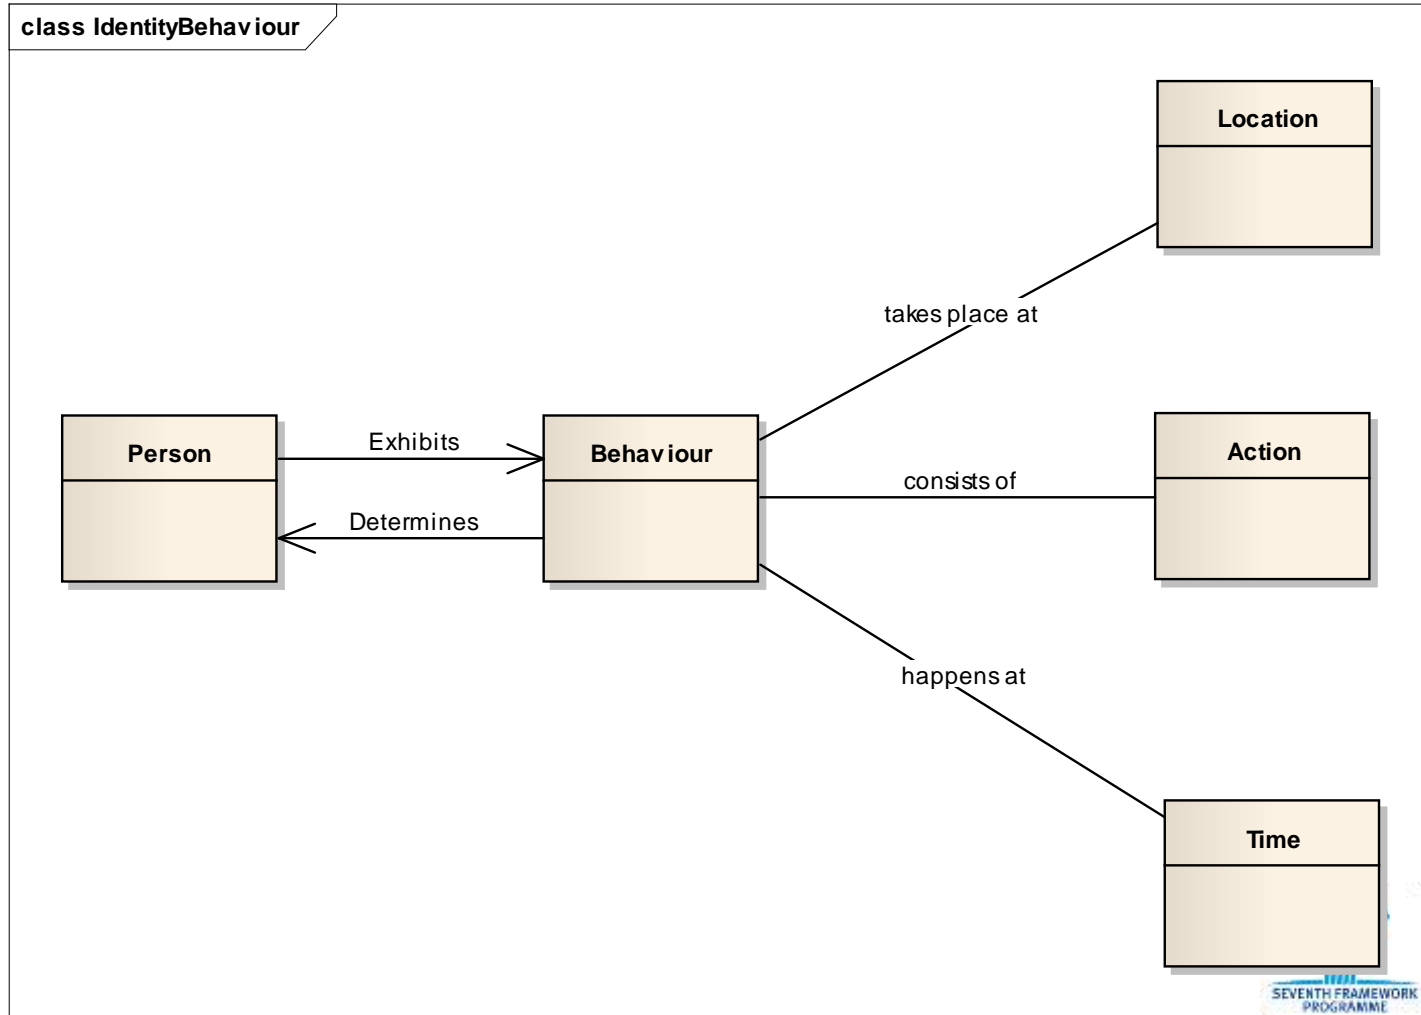 class IdentityBehaviour
Location
takes place at
Person
Exhibits
Behaviour
Action
consists of
Determines
happens at
Time
SEVENTH FRAMEWORK
PROGRAMME